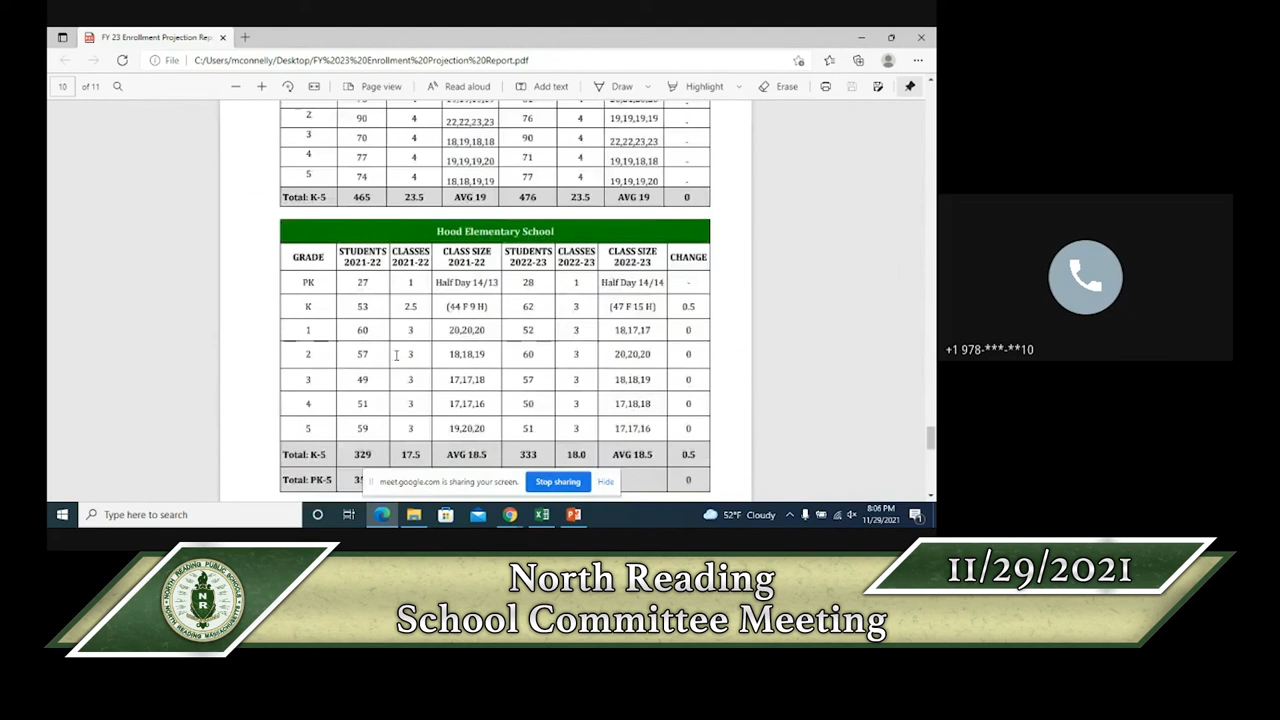 FY 23 Enrollment Projection Rep
File C:/Users/mconnelly/Desktop/FY%2023%20Enrollment%20Projection%20Report.pdf
10 of 11 Page view Read aloud Add text Draw Highlight Erase
2 90 4 22,22,23,23 76 4 19,19,19,19 -
3 70 4 18,19,18,18 90 4 22,22,23,23 -
4 77 4 19,19,19,20 71 4 19,19,18,18 -
5 74 4 18,18,19,19 77 4 19,19,19,20 -
Total: K-5 465 23.5 AVG 19 476 23.5 AVG 19 0
Hood Elementary School
GRADE STUDENTS 2021-22 CLASSES 2021-22 CLASS SIZE 2021-22 STUDENTS 2022-23 CLASSES 2022-23 CLASS SIZE 2022-23 CHANGE
PK 27 1 Half Day 14/13 28 1 Half Day 14/14 -
K 53 2.5 (44 F 9 H) 62 3 (47 F 15 H) 0.5
1 60 3 20,20,20 52 3 18,17,17 0
2 57 3 18,18,19 60 3 20,20,20 0
3 49 3 17,17,18 57 3 18,18,19 0
4 51 3 17,17,16 50 3 17,18,18 0
5 59 3 19,20,20 51 3 17,17,16 0
Total: K-5 329 17.5 AVG 18.5 333 18.0 AVG 18.5 0.5
Total: PK-5 0
meet.google.com is sharing your screen. Stop sharing Hide
Type here to search
52°F Cloudy
8:06 PM
11/29/2021
+1 978-***-**10
11/29/2021
North Reading
School Committee Meeting
NORTH READING PUBLIC SCHOOLS
N
R
NORTH READING MASSACHUSETTS